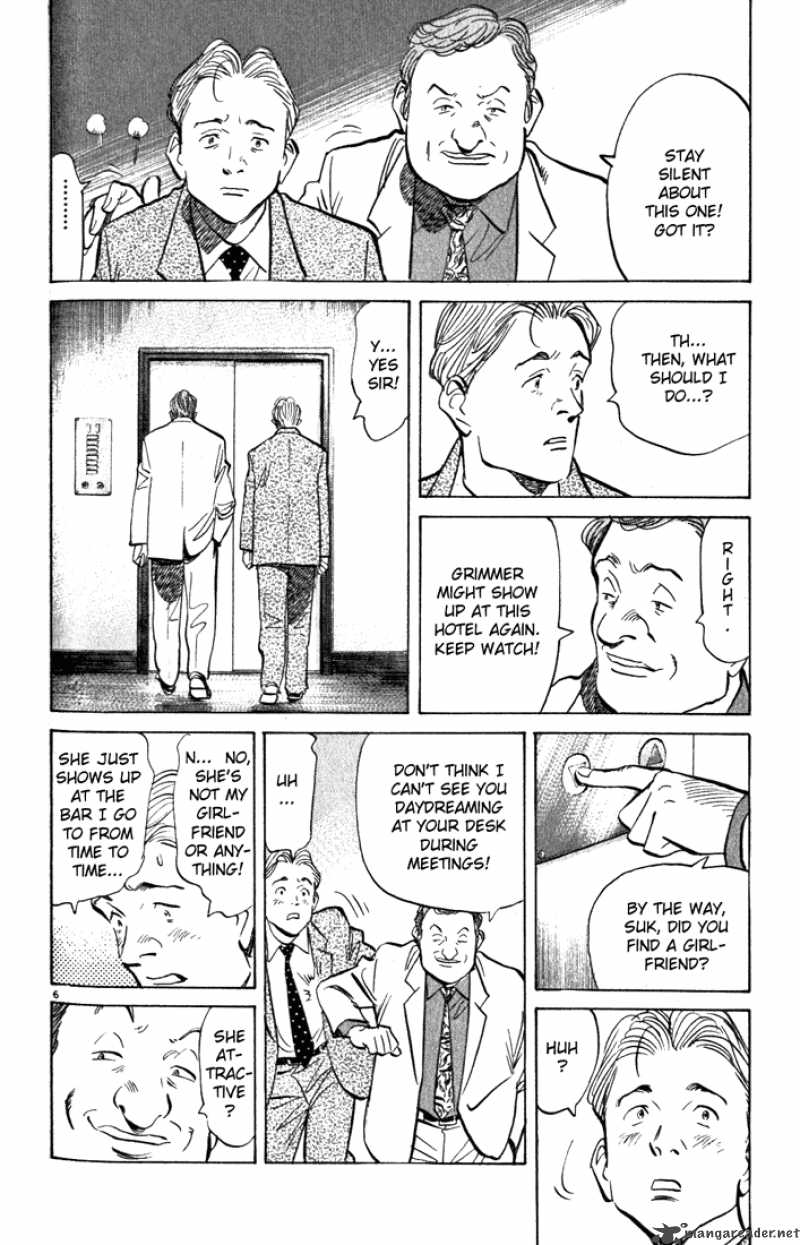 STAY
SILENT
ABOUT
THIS ONE!
GOT IT?
.........
TH...
THEN, WHAT
SHOULD I
DO...?
Y...
YES
SIR!
RIGHT.
GRIMMER
MIGHT SHOW
UP AT THIS
HOTEL AGAIN.
KEEP WATCH!
BY THE WAY,
SUK, DID YOU
FIND A GIRL-
FRIEND?
HUH
?
DON'T THINK I
CAN'T SEE YOU
DAYDREAMING
AT YOUR DESK
DURING
MEETINGS!
UH
...
N... NO,
SHE'S
NOT MY
GIRL-
FRIEND
OR ANY-
THING!
SHE JUST
SHOWS UP
AT THE
BAR I GO
TO FROM
TIME TO
TIME...
6
SHE
AT-
TRAC-
TIVE
?
mangareader.net